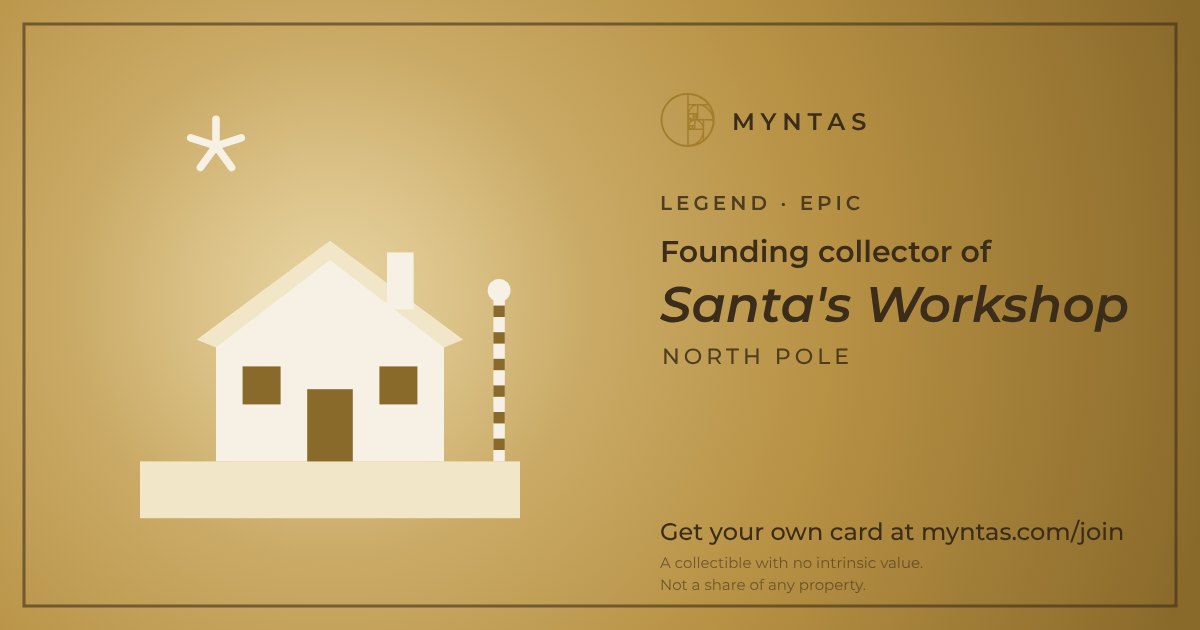 MYNTAS
LEGEND · EPIC
Founding collector of
Santa's Workshop
NORTH POLE
Get your own card at myntas.com/join
A collectible with no intrinsic value.
Not a share of any property.